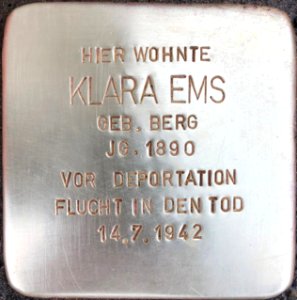 HIER WOHNTE
KLARA EMS
GEB. BERG
JG. 1890
VOR DEPORTATION
FLUCHT IN DEN TOD
14.7.1942